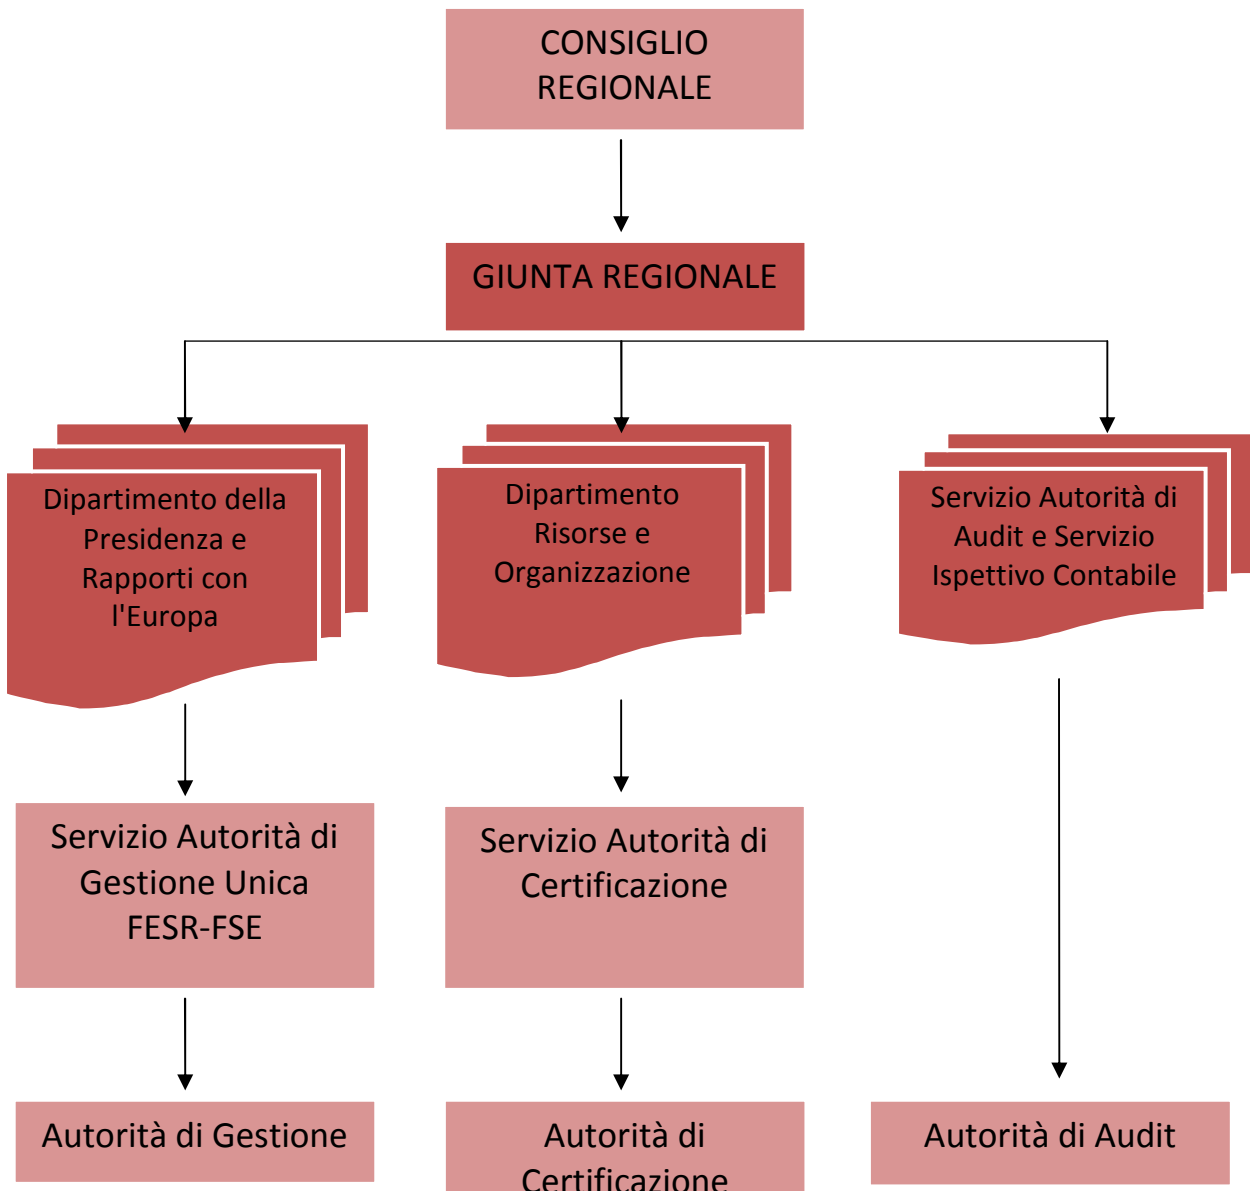 CONSIGLIO
REGIONALE
GIUNTA REGIONALE
Dipartimento della
Presidenza e
Rapporti con
l'Europa
Dipartimento
Risorse e
Organizzazione
Servizio Autorità di
Audit e Servizio
Ispettivo Contabile
Servizio Autorità di
Gestione Unica
FESR-FSE
Servizio Autorità di
Certificazione
Autorità di Gestione
Autorità di
Certificazione
Autorità di Audit